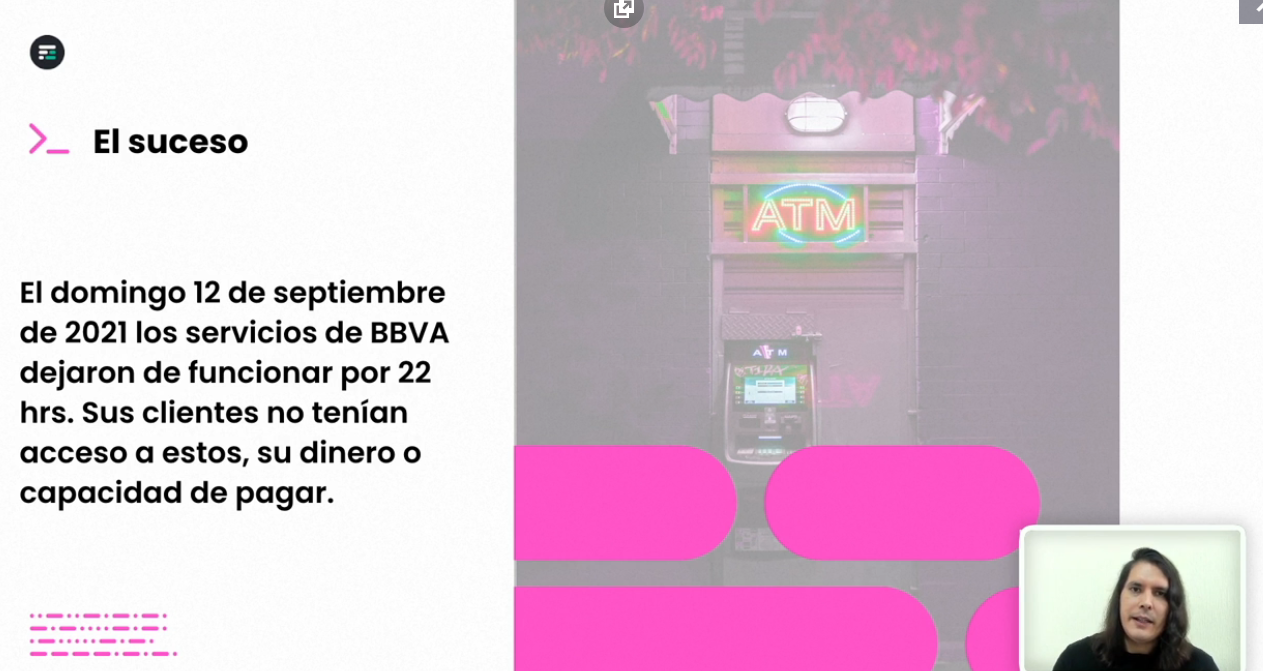 El suceso
El domingo 12 de septiembre
de 2021 los servicios de BBVA
dejaron de funcionar por 22
hrs. Sus clientes no tenían
acceso a estos, su dinero o
capacidad de pagar.
ATM
ATM